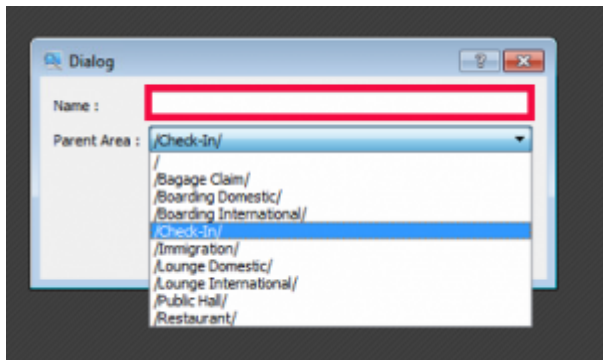 Dialog
?
Name :
Parent Area : /Check-In/
/
/Bagage Claim/
/Boarding Domestic/
/Boarding International/
/Check-In/
/Immigration/
/Lounge Domestic/
/Lounge International/
/Public Hall/
/Restaurant/